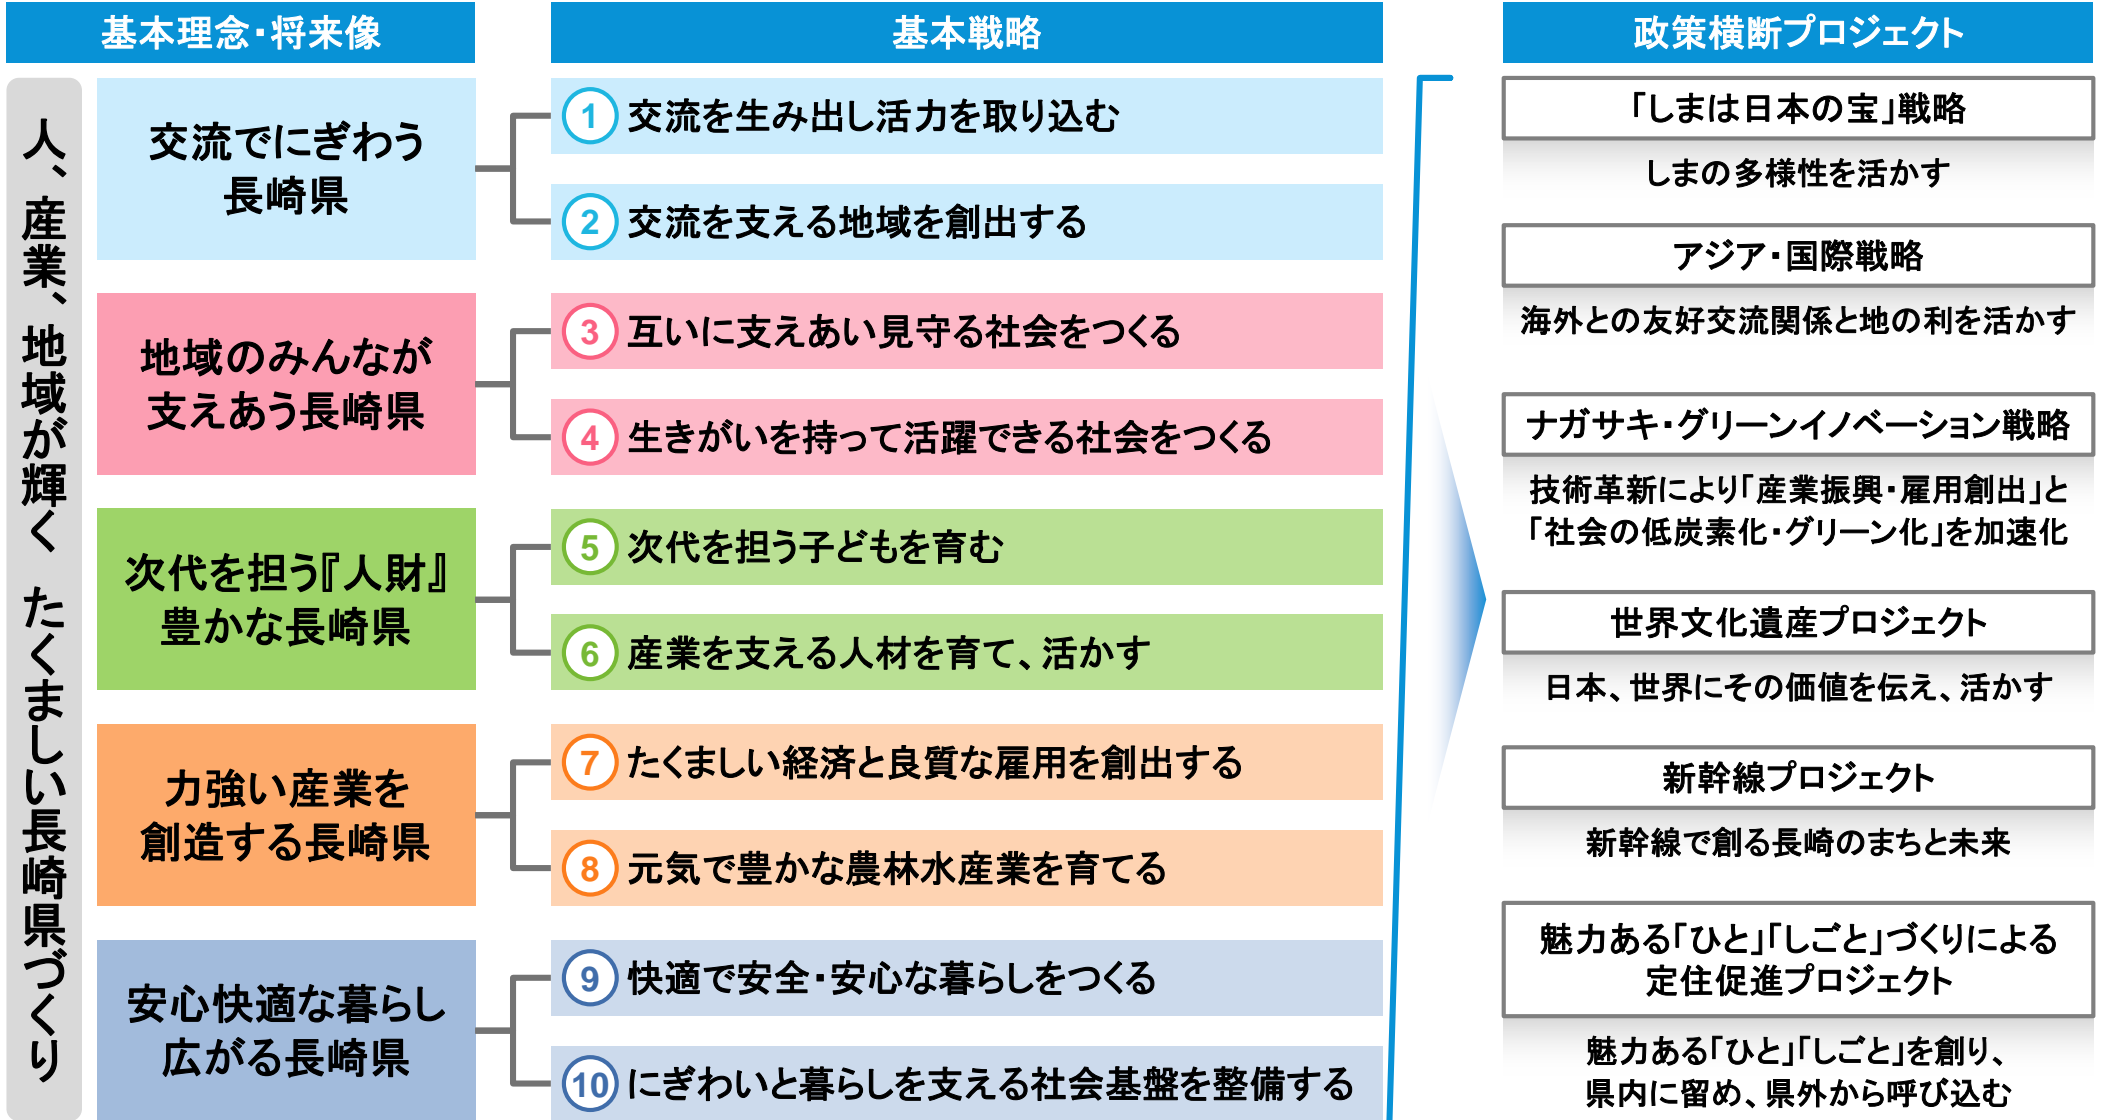 基本理念・将来像
人、産業、地域が輝く たくましい長崎県づくり
交流でにぎわう
長崎県
地域のみんなが
支えあう長崎県
次代を担う『人財』
豊かな長崎県
力強い産業を
創造する長崎県
安心快適な暮らし
広がる長崎県
基本戦略
1 交流を生み出し活力を取り込む
2 交流を支える地域を創出する
3 互いに支えあい見守る社会をつくる
4 生きがいを持って活躍できる社会をつくる
5 次代を担う子どもを育む
6 産業を支える人材を育て、活かす
7 たくましい経済と良質な雇用を創出する
8 元気で豊かな農林水産業を育てる
9 快適で安全・安心な暮らしをつくる
10 にぎわいと暮らしを支える社会基盤を整備する
政策横断プロジェクト
「しまは日本の宝」戦略
しまの多様性を活かす
アジア・国際戦略
海外との友好交流関係と地の利を活かす
ナガサキ・グリーンイノベーション戦略
技術革新により「産業振興・雇用創出」と
「社会の低炭素化・グリーン化」を加速化
世界文化遺産プロジェクト
日本、世界にその価値を伝え、活かす
新幹線プロジェクト
新幹線で創る長崎のまちと未来
魅力ある「ひと」「しごと」づくりによる
定住促進プロジェクト
魅力ある「ひと」「しごと」を創り、
県内に留め、県外から呼び込む